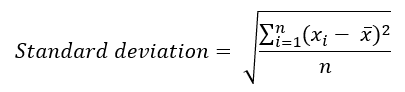 Standard deviation = √(∑ⁿᵢ₌₁(xᵢ − x̄)² / n)